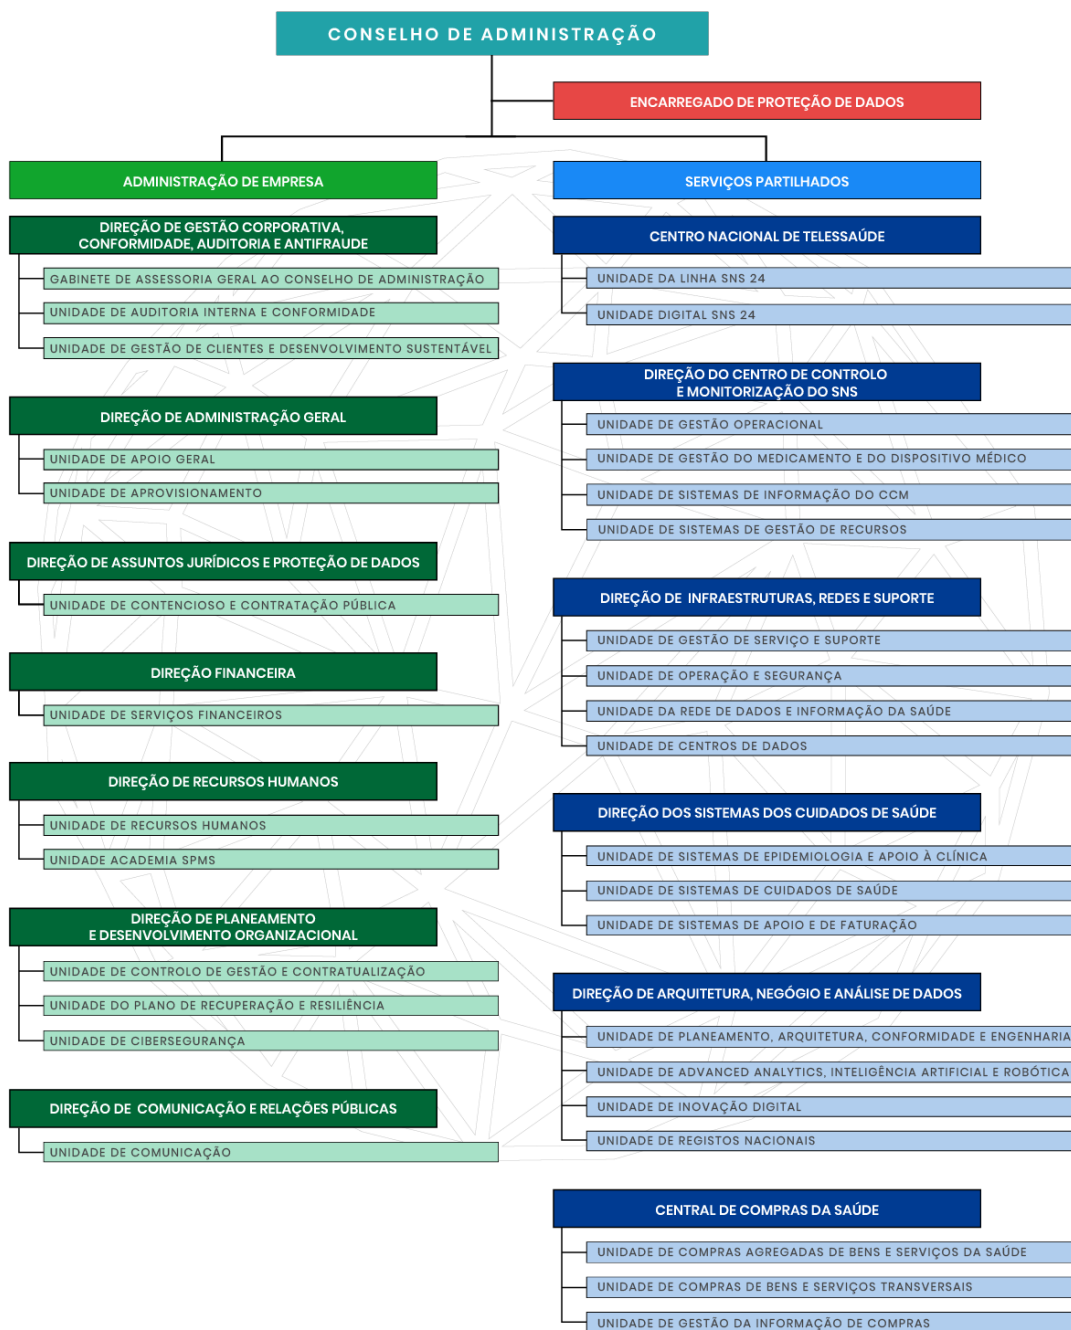 CONSELHO DE ADMINISTRAÇÃO
ENCARREGADO DE PROTEÇÃO DE DADOS
ADMINISTRAÇÃO DE EMPRESA
DIREÇÃO DE GESTÃO CORPORATIVA,
CONFORMIDADE, AUDITORIA E ANTIFRAUDE
GABINETE DE ASSESSORIA GERAL AO CONSELHO DE ADMINISTRAÇÃO
UNIDADE DE AUDITORIA INTERNA E CONFORMIDADE
UNIDADE DE GESTÃO DE CLIENTES E DESENVOLVIMENTO SUSTENTÁVEL
DIREÇÃO DE ADMINISTRAÇÃO GERAL
UNIDADE DE APOIO GERAL
UNIDADE DE APROVISIONAMENTO
DIREÇÃO DE ASSUNTOS JURÍDICOS E PROTEÇÃO DE DADOS
UNIDADE DE CONTENCIOSO E CONTRATAÇÃO PÚBLICA
DIREÇÃO FINANCEIRA
UNIDADE DE SERVIÇOS FINANCEIROS
DIREÇÃO DE RECURSOS HUMANOS
UNIDADE DE RECURSOS HUMANOS
UNIDADE ACADEMIA SPMS
DIREÇÃO DE PLANEAMENTO
E DESENVOLVIMENTO ORGANIZACIONAL
UNIDADE DE CONTROLO DE GESTÃO E CONTRATUALIZAÇÃO
UNIDADE DO PLANO DE RECUPERAÇÃO E RESILIÊNCIA
UNIDADE DE CIBERSEGURANÇA
DIREÇÃO DE COMUNICAÇÃO E RELAÇÕES PÚBLICAS
UNIDADE DE COMUNICAÇÃO
SERVIÇOS PARTILHADOS
CENTRO NACIONAL DE TELESSAÚDE
UNIDADE DA LINHA SNS 24
UNIDADE DIGITAL SNS 24
DIREÇÃO DO CENTRO DE CONTROLO
E MONITORIZAÇÃO DO SNS
UNIDADE DE GESTÃO OPERACIONAL
UNIDADE DE GESTÃO DO MEDICAMENTO E DO DISPOSITIVO MÉDICO
UNIDADE DE SISTEMAS DE INFORMAÇÃO DO CCM
UNIDADE DE SISTEMAS DE GESTÃO DE RECURSOS
DIREÇÃO DE INFRAESTRUTURAS, REDES E SUPORTE
UNIDADE DE GESTÃO DE SERVIÇO E SUPORTE
UNIDADE DE OPERAÇÃO E SEGURANÇA
UNIDADE DA REDE DE DADOS E INFORMAÇÃO DA SAÚDE
UNIDADE DE CENTROS DE DADOS
DIREÇÃO DOS SISTEMAS DOS CUIDADOS DE SAÚDE
UNIDADE DE SISTEMAS DE EPIDEMIOLOGIA E APOIO À CLÍNICA
UNIDADE DE SISTEMAS DE CUIDADOS DE SAÚDE
UNIDADE DE SISTEMAS DE APOIO E DE FATURAÇÃO
DIREÇÃO DE ARQUITETURA, NEGÓGIO E ANÁLISE DE DADOS
UNIDADE DE PLANEAMENTO, ARQUITETURA, CONFORMIDADE E ENGENHARIA
UNIDADE DE ADVANCED ANALYTICS, INTELIGÊNCIA ARTIFICIAL E ROBÓTICA
UNIDADE DE INOVAÇÃO DIGITAL
UNIDADE DE REGISTOS NACIONAIS
CENTRAL DE COMPRAS DA SAÚDE
UNIDADE DE COMPRAS AGREGADAS DE BENS E SERVIÇOS DA SAÚDE
UNIDADE DE COMPRAS DE BENS E SERVIÇOS TRANSVERSAIS
UNIDADE DE GESTÃO DA INFORMAÇÃO DE COMPRAS